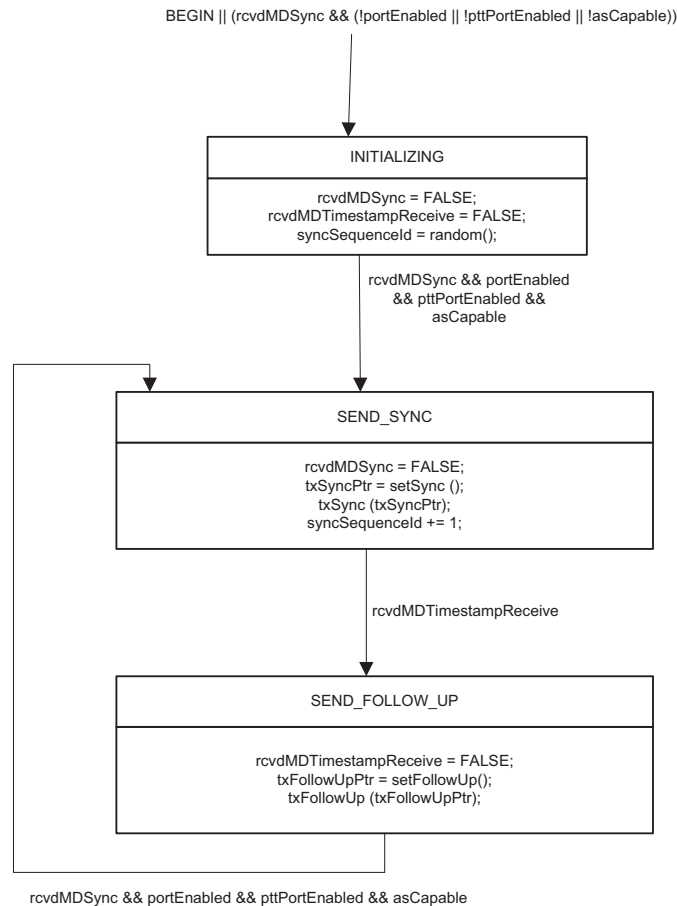 BEGIN || (rcvdMDSync && (!portEnabled || !pttPortEnabled || !asCapable))
INITIALIZING
rcvdMDSync = FALSE;
rcvdMDTimestampReceive = FALSE;
syncSequenceId = random();
rcvdMDSync && portEnabled
&& pttPortEnabled &&
asCapable
SEND_SYNC
rcvdMDSync = FALSE;
txSyncPtr = setSync ();
txSync (txSyncPtr);
syncSequenceId += 1;
rcvdMDTimestampReceive
SEND_FOLLOW_UP
rcvdMDTimestampReceive = FALSE;
txFollowUpPtr = setFollowUp();
txFollowUp (txFollowUpPtr);
rcvdMDSync && portEnabled && pttPortEnabled && asCapable